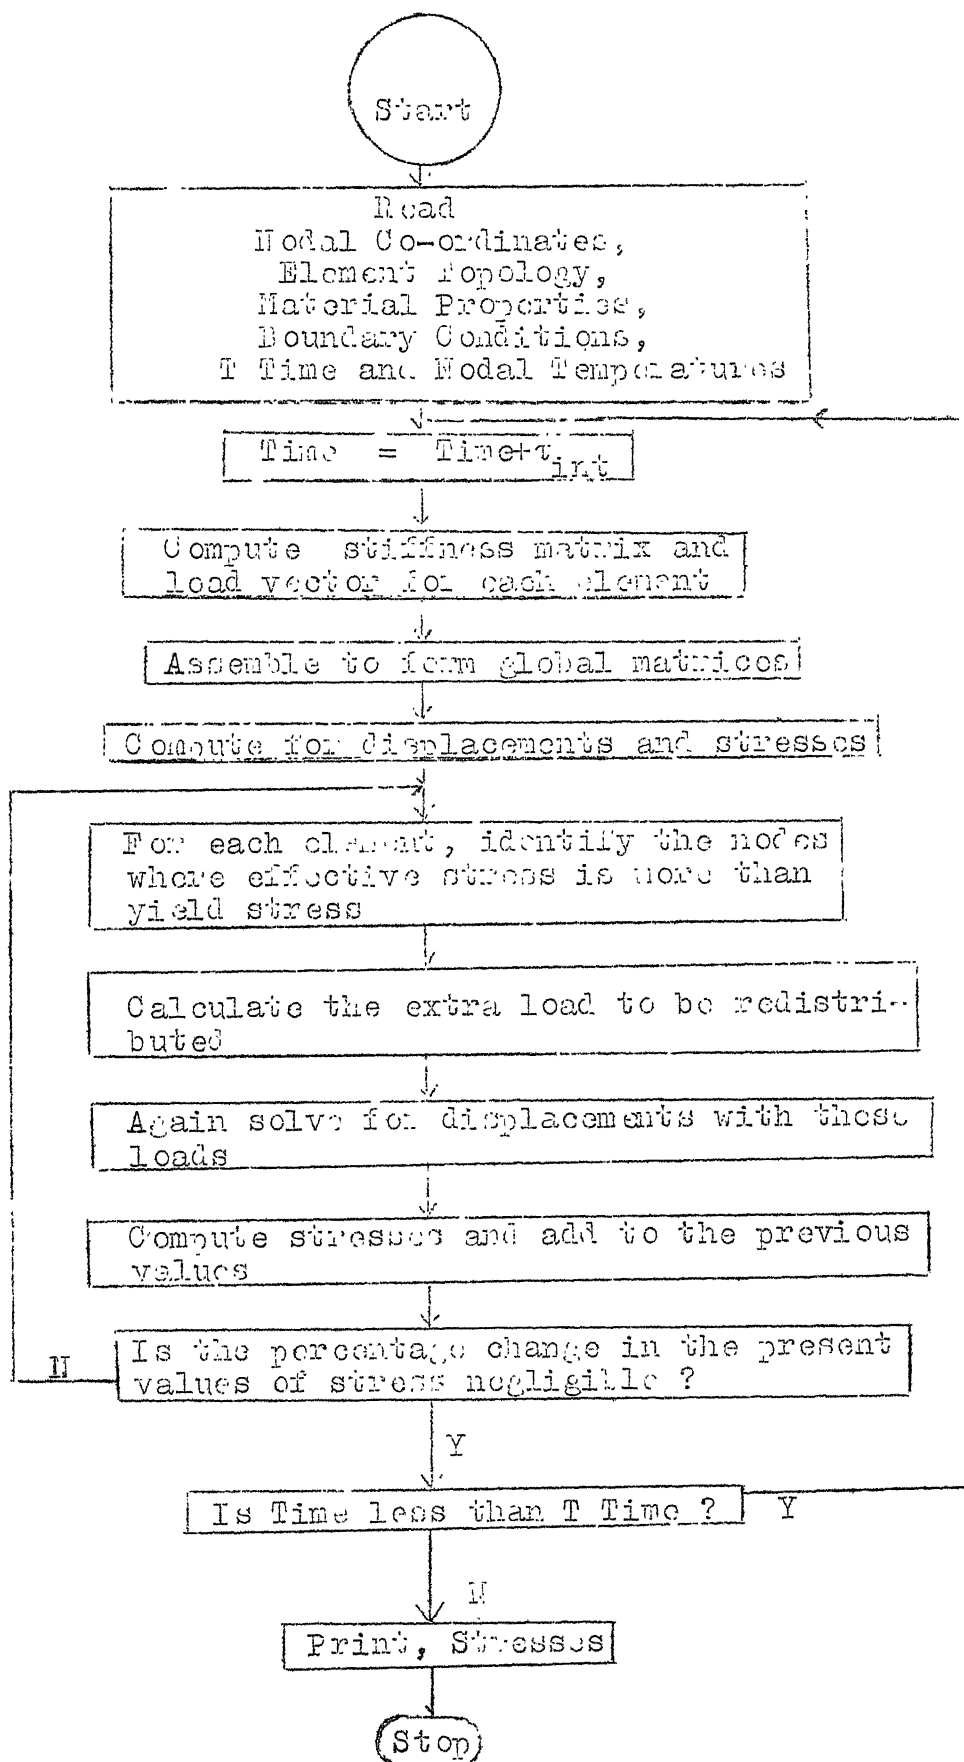 Start
Read
Nodal Co-ordinates,
Element Topology,
Material Properties,
Boundary Conditions,
T Time and Nodal Temperatures
Time = Time+τint
Compute stiffness matrix and
load vector for each element
Assemble to form global matrices
Compute for displacements and stresses
For each element, identify the nodes
where effective stress is more than
yield stress
Calculate the extra load to be redistri-
buted
Again solve for displacements with these
loads
Compute stresses and add to the previous
values
Is the percentage change in the present
values of stress negligible ?
N
Y
Is Time less than T Time ?
Y
N
Print, Stresses
Stop